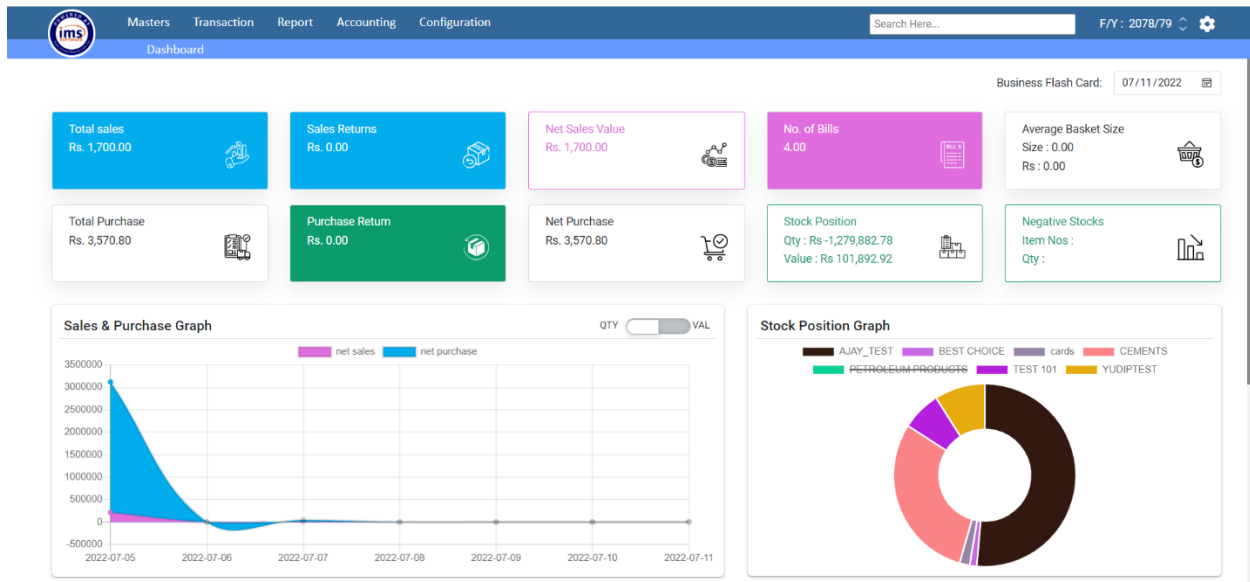 POWERED BY
ims
SOFTWARE
Masters Transaction Report Accounting Configuration
Search Here...
F/Y : 2078/79
Dashboard
Business Flash Card: 07/11/2022
Total sales
Rs. 1,700.00
Sales Returns
Rs. 0.00
Net Sales Value
Rs. 1,700.00
No. of Bills
4.00
BILL $
Average Basket Size
Size : 0.00
Rs : 0.00
Total Purchase
Rs. 3,570.80
Purchase Return
Rs. 0.00
Net Purchase
Rs. 3,570.80
Stock Position
Qty : Rs -1,279,882.78
Value : Rs 101,892.92
Negative Stocks
Item Nos :
Qty :
Sales & Purchase Graph
QTY VAL
net sales net purchase
3500000
3000000
2500000
2000000
1500000
1000000
500000
0
-500000
2022-07-05 2022-07-06 2022-07-07 2022-07-08 2022-07-09 2022-07-10 2022-07-11
Stock Position Graph
AJAY_TEST BEST CHOICE cards CEMENTS
PETROLEUM PRODUCTS TEST 101 YUDIPTEST